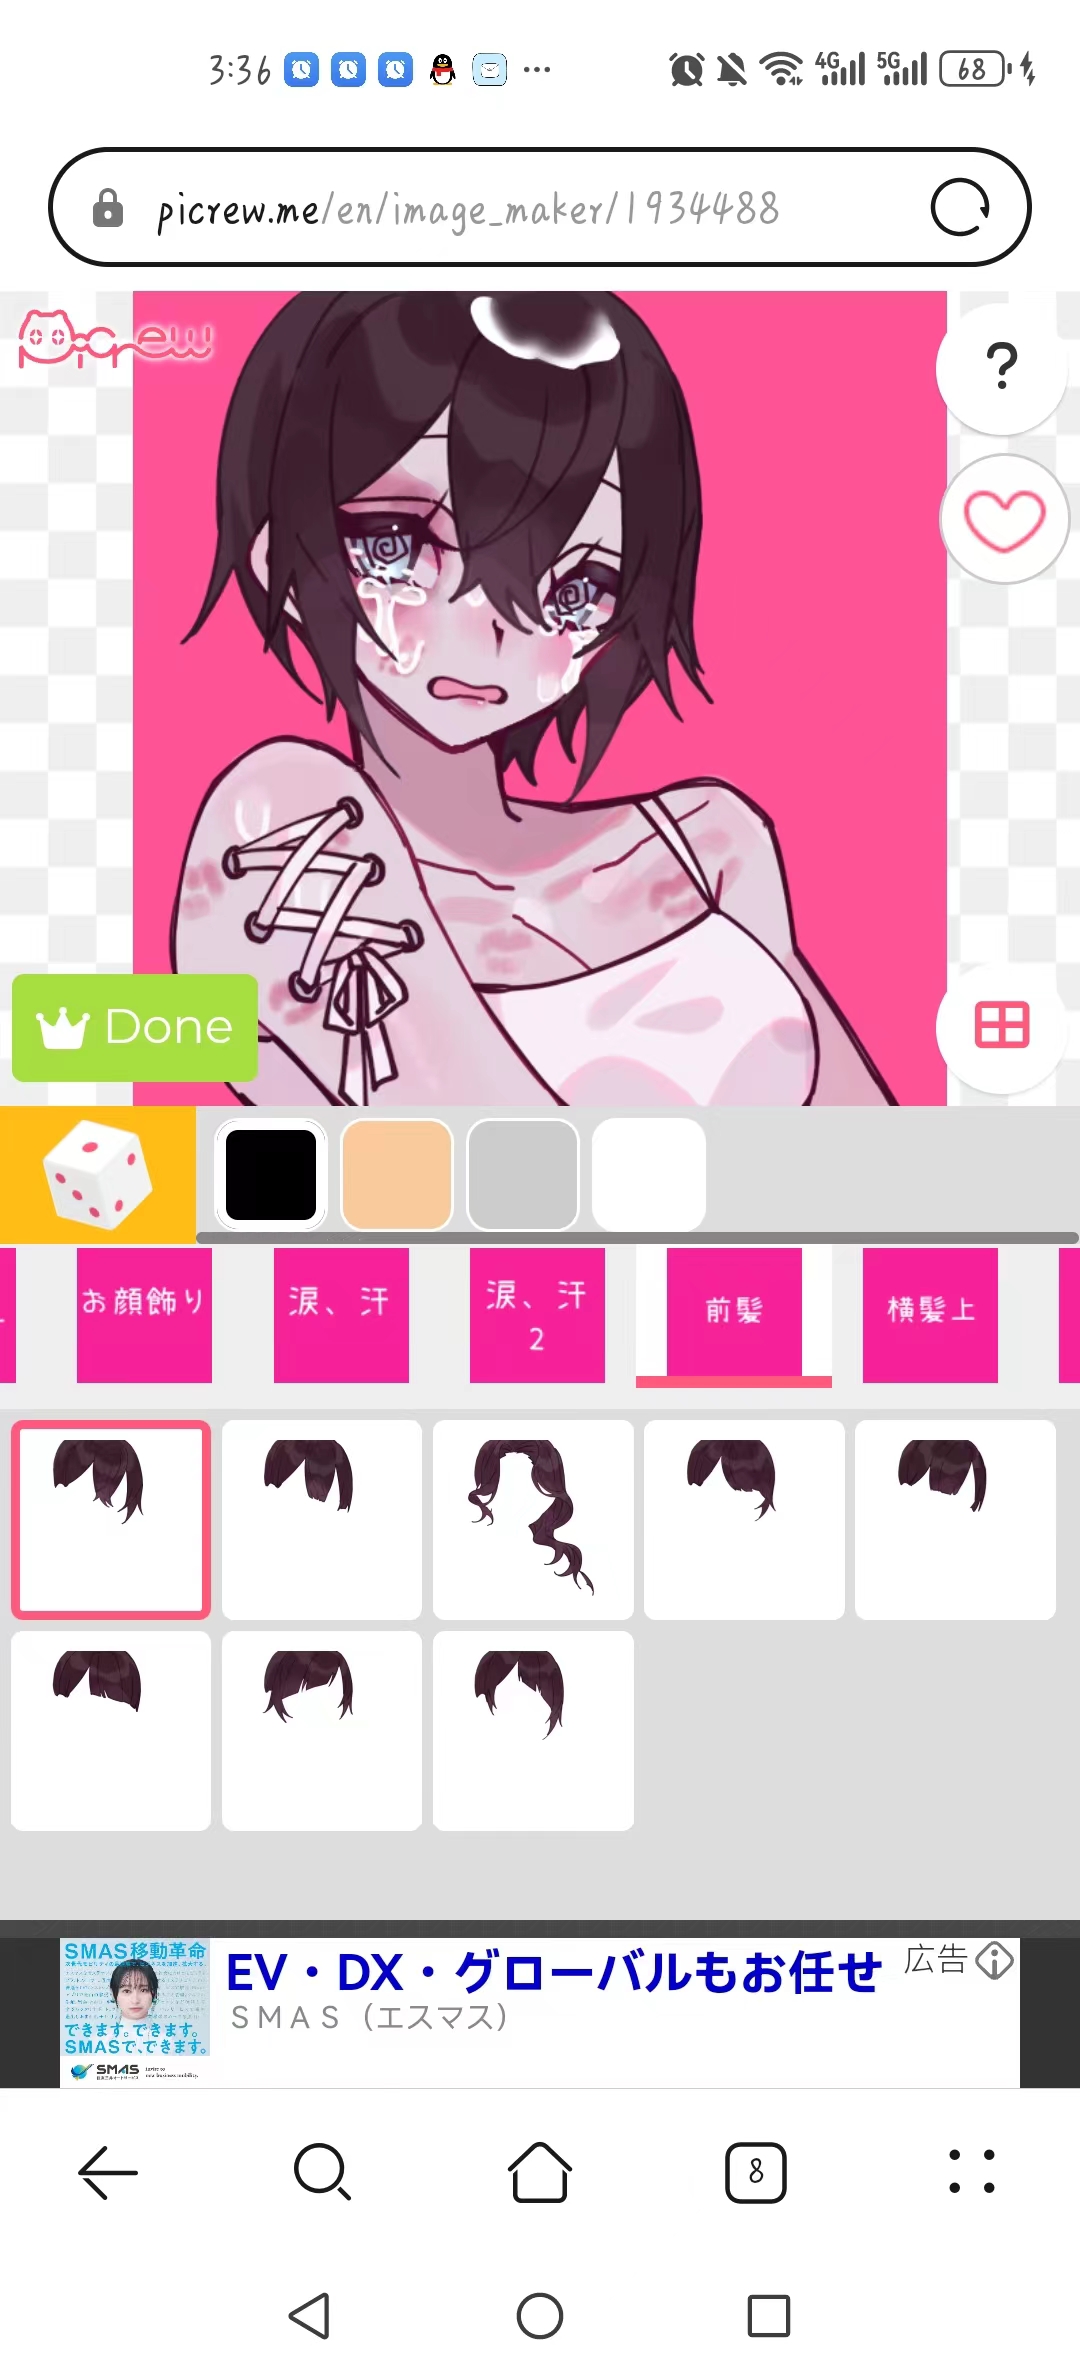 3:36
4G
5G
68
picrew.me/en/image_maker/1934488
Picrew
?
Done
お顔飾り
涙、汗
涙、汗
2
前髪
横髪上
SMAS移動革命
できます。できます。
SMASで、できます。
SMAS
EV・DX・グローバルもお任せ
広告
SMAS（エスマス）
8